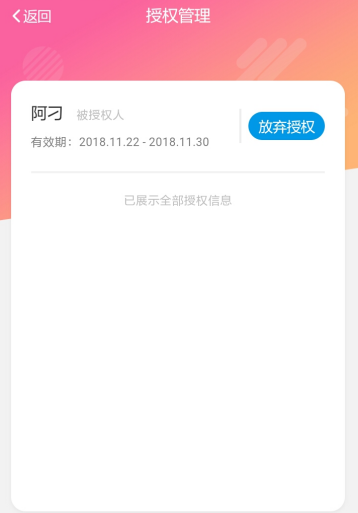 返回 授权管理
阿刁 被授权人
有效期：2018.11.22 - 2018.11.30
放弃授权
已展示全部授权信息